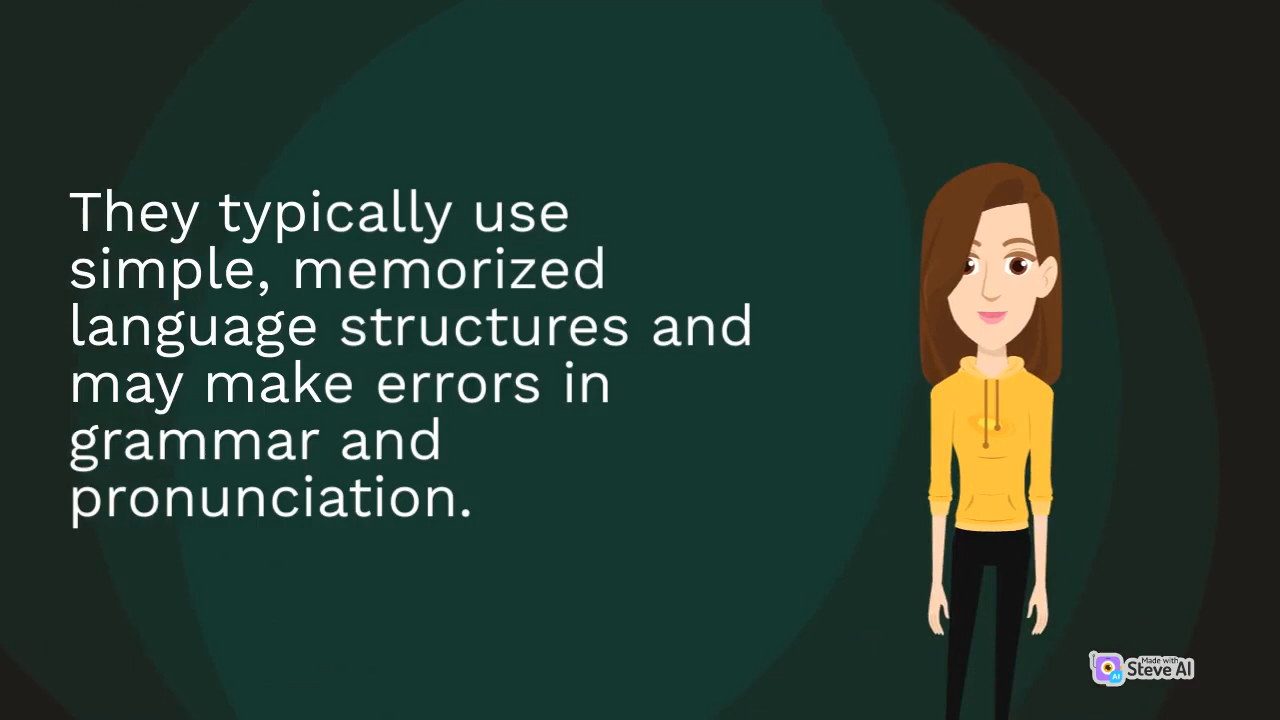 They typically use
simple, memorized
language structures and
may make errors in
grammar and
pronunciation.
Made with
Steve AI
AI